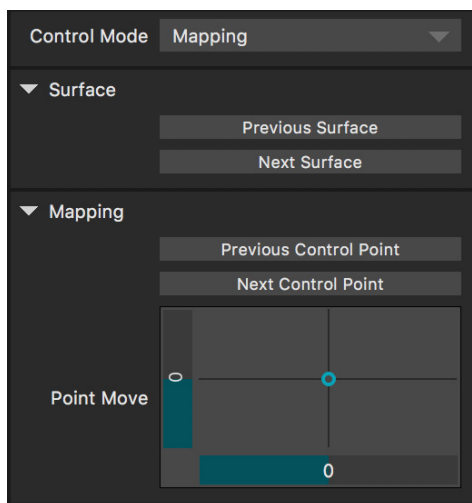 Control Mode Mapping
Surface
Previous Surface
Next Surface
Mapping
Previous Control Point
Next Control Point
0
Point Move
0